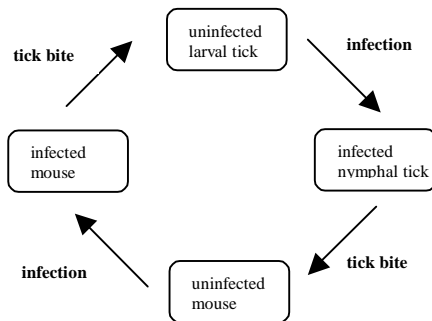 uninfected
larval tick
infection
infected
nymphal tick
tick bite
uninfected
mouse
infection
infected
mouse
tick bite